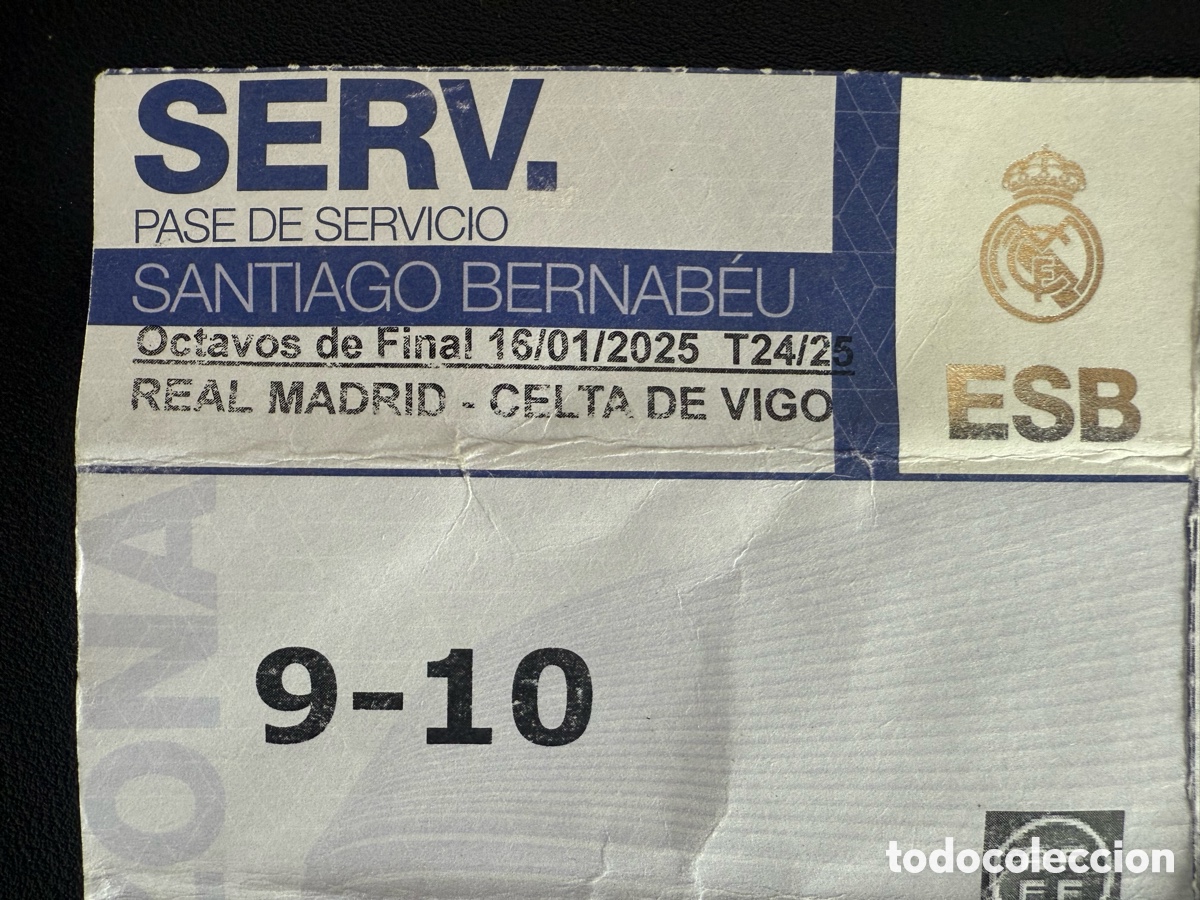 SERV.
PASE DE SERVICIO
SANTIAGO BERNABÉU
Octavos de Final 16/01/2025 T24/25
REAL MADRID - CELTA DE VIGO
ESB
ZONA
9-10
todocoleccion